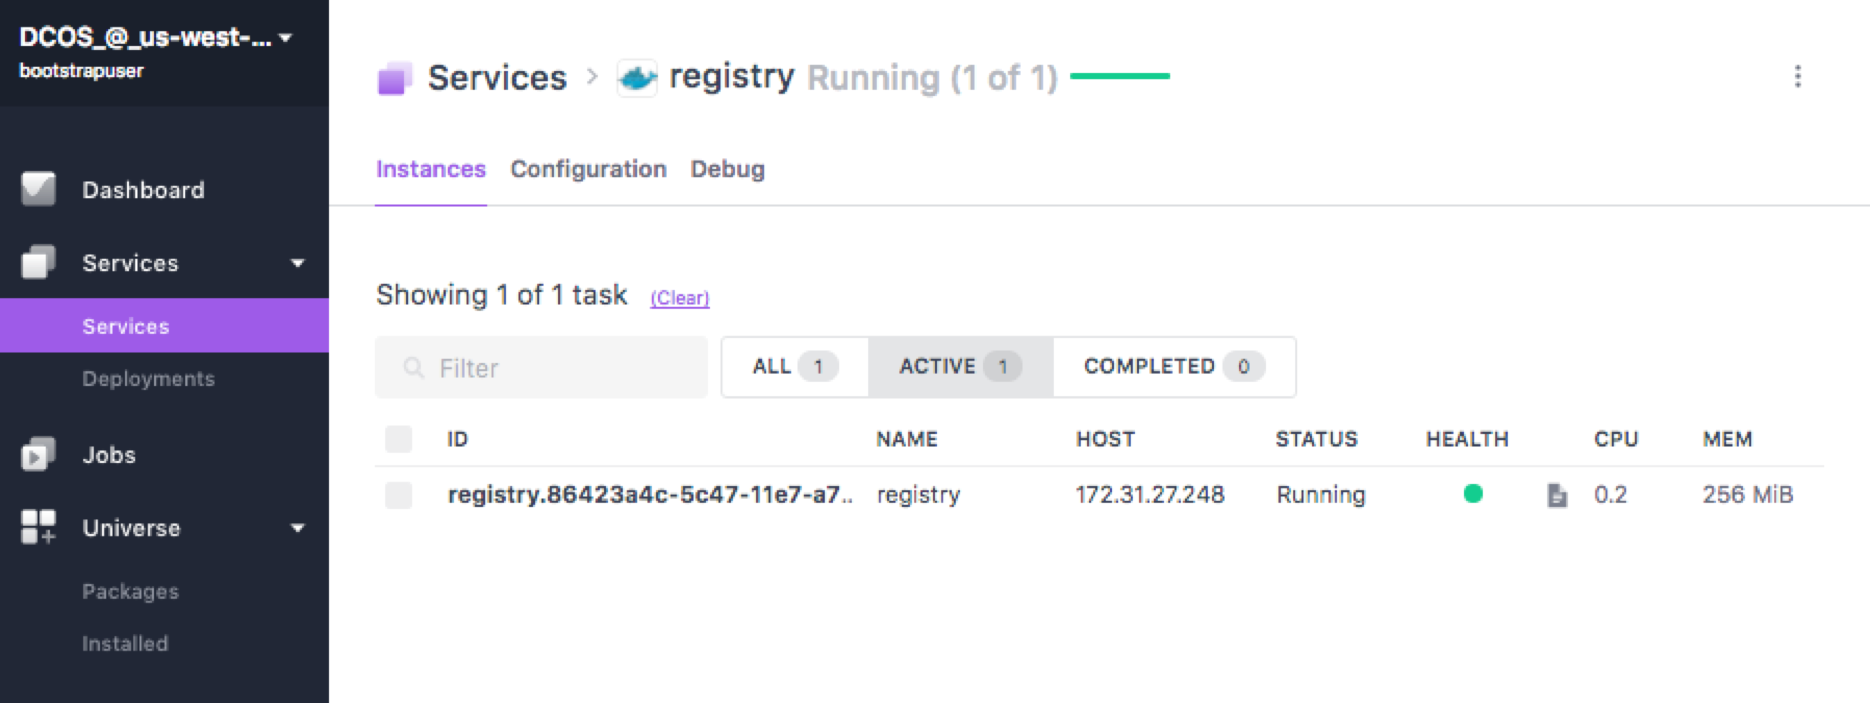 DCOS_@_us-west-...
bootstrapuser
Dashboard
Services
Services
Deployments
Jobs
Universe
Packages
Installed
Services > registry Running (1 of 1)
Instances Configuration Debug
Showing 1 of 1 task (Clear)
Filter ALL 1 ACTIVE 1 COMPLETED 0
ID NAME HOST STATUS HEALTH CPU MEM
registry.86423a4c-5c47-11e7-a7.. registry 172.31.27.248 Running 0.2 256 MiB